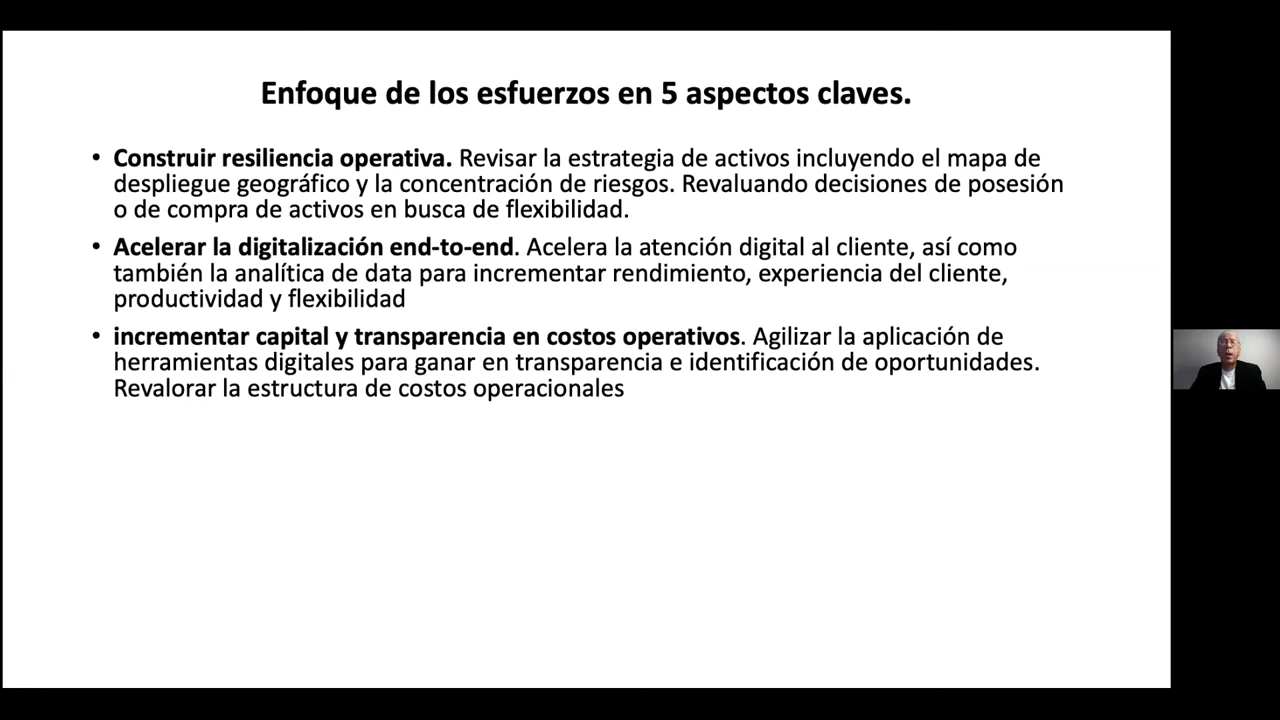 Enfoque de los esfuerzos en 5 aspectos claves.
• Construir resiliencia operativa. Revisar la estrategia de activos incluyendo el mapa de
despliegue geográfico y la concentración de riesgos. Revaluando decisiones de posesión
o de compra de activos en busca de flexibilidad.
• Acelerar la digitalización end-to-end. Acelera la atención digital al cliente, así como
también la analítica de data para incrementar rendimiento, experiencia del cliente,
productividad y flexibilidad
• incrementar capital y transparencia en costos operativos. Agilizar la aplicación de
herramientas digitales para ganar en transparencia e identificación de oportunidades.
Revalorar la estructura de costos operacionales